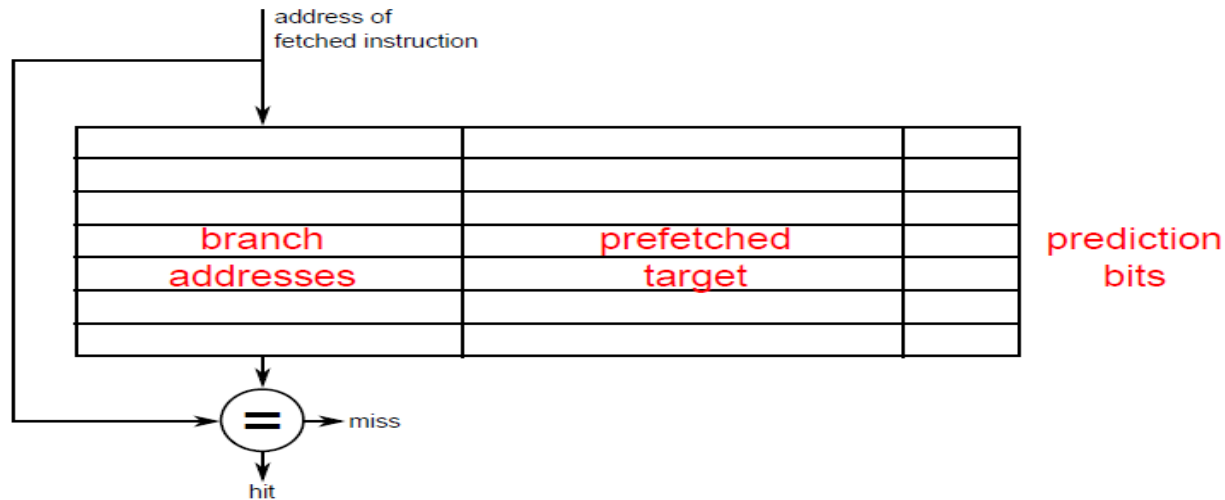 address of
fetched instruction
branch
addresses
prefetched
target
prediction
bits
=
miss
hit